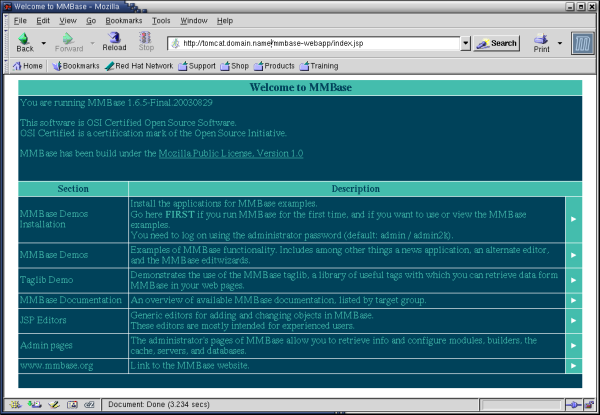 Welcome to MMBase - Mozilla
File Edit View Go Bookmarks Tools Window Help
Back Forward Reload Stop http://tomcat.domain.name/mmbase-webapp/index.jsp Search Print
Home Bookmarks Red Hat Network Support Shop Products Training
Welcome to MMBase
You are running MMBase 1.6.5-Final.20030829
This software is OSI Certified Open Source Software.
OSI Certified is a certification mark of the Open Source Initiative.
MMBase has been build under the Mozilla Public License, Version 1.0
Section Description
MMBase Demos
Installation
Install the applications for MMBase examples.
Go here FIRST if you run MMBase for the first time, and if you want to use or view the MMBase
examples.
You need to log on using the administrator password (default: admin / admin2k).
MMBase Demos
Examples of MMBase functionality. Includes among other things a news application, an alternate editor,
and the MMBase editwizards.
Taglib Demo
Demonstrates the use of the MMBase taglib, a library of useful tags with which you can retrieve data form
MMBase in your web pages.
MMBase Documentation
An overview of available MMBase documentation, listed by target group.
JSP Editors
Generic editors for adding and changing objects in MMBase.
These editors are mostly intended for experienced users.
Admin pages
The administrator's pages of MMBase allow you to retrieve info and configure modules, builders, the
cache, servers, and databases.
www.mmbase.org
Link to the MMBase website.
Document: Done (3.234 secs)